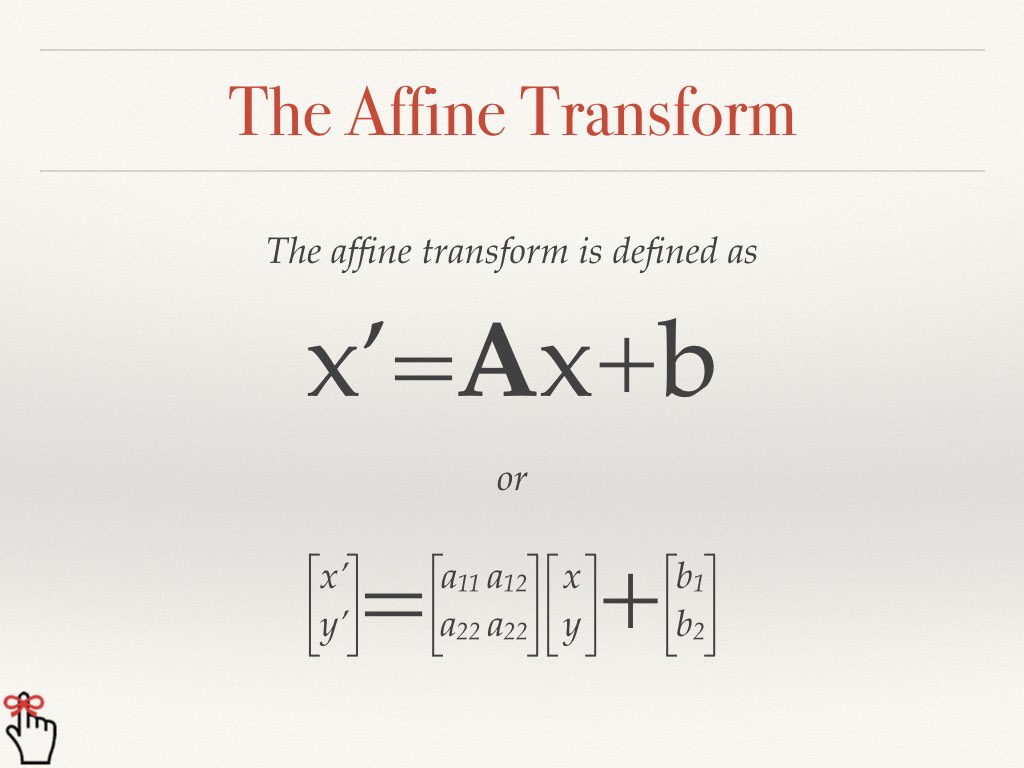 The Affine Transform
The affine transform is defined as
x′=Ax+b
or
[x′ y′]=[a11 a12 a22 a22][x y]+[b1 b2]